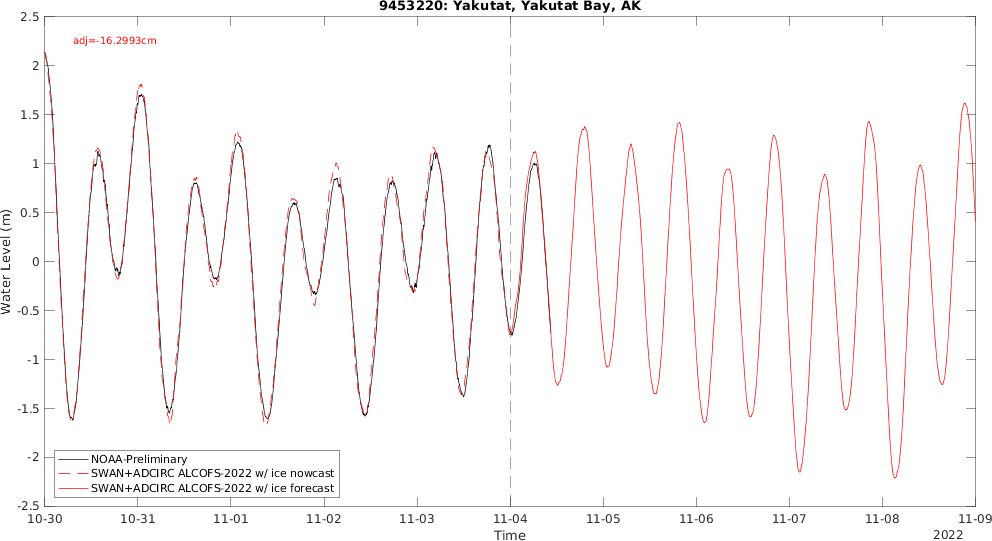 9453220: Yakutat, Yakutat Bay, AK
adj=-16.2993cm
Water Level (m)
2.5
2
1.5
1
0.5
0
-0.5
-1
-1.5
-2
-2.5
NOAA-Preliminary
SWAN+ADCIRC ALCOFS-2022 w/ ice nowcast
SWAN+ADCIRC ALCOFS-2022 w/ ice forecast
10-30 10-31 11-01 11-02 11-03 11-04 11-05 11-06 11-07 11-08 11-09
Time
2022